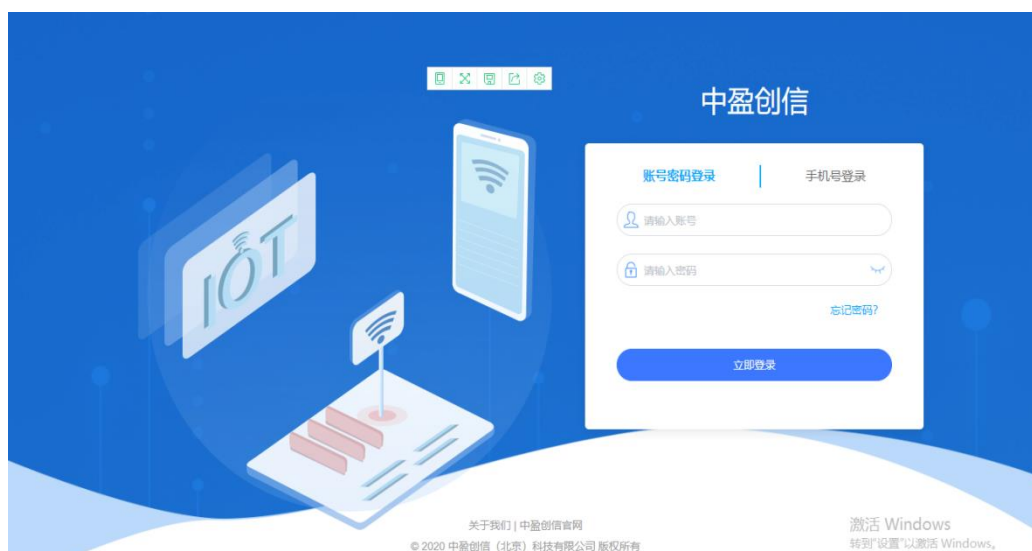 中盈创信
账号密码登录
手机号登录
请输入账号
请输入密码
忘记密码?
立即登录
IOT
关于我们 | 中盈创信官网
© 2020 中盈创信（北京）科技有限公司 版权所有
激活 Windows
转到"设置"以激活 Windows。